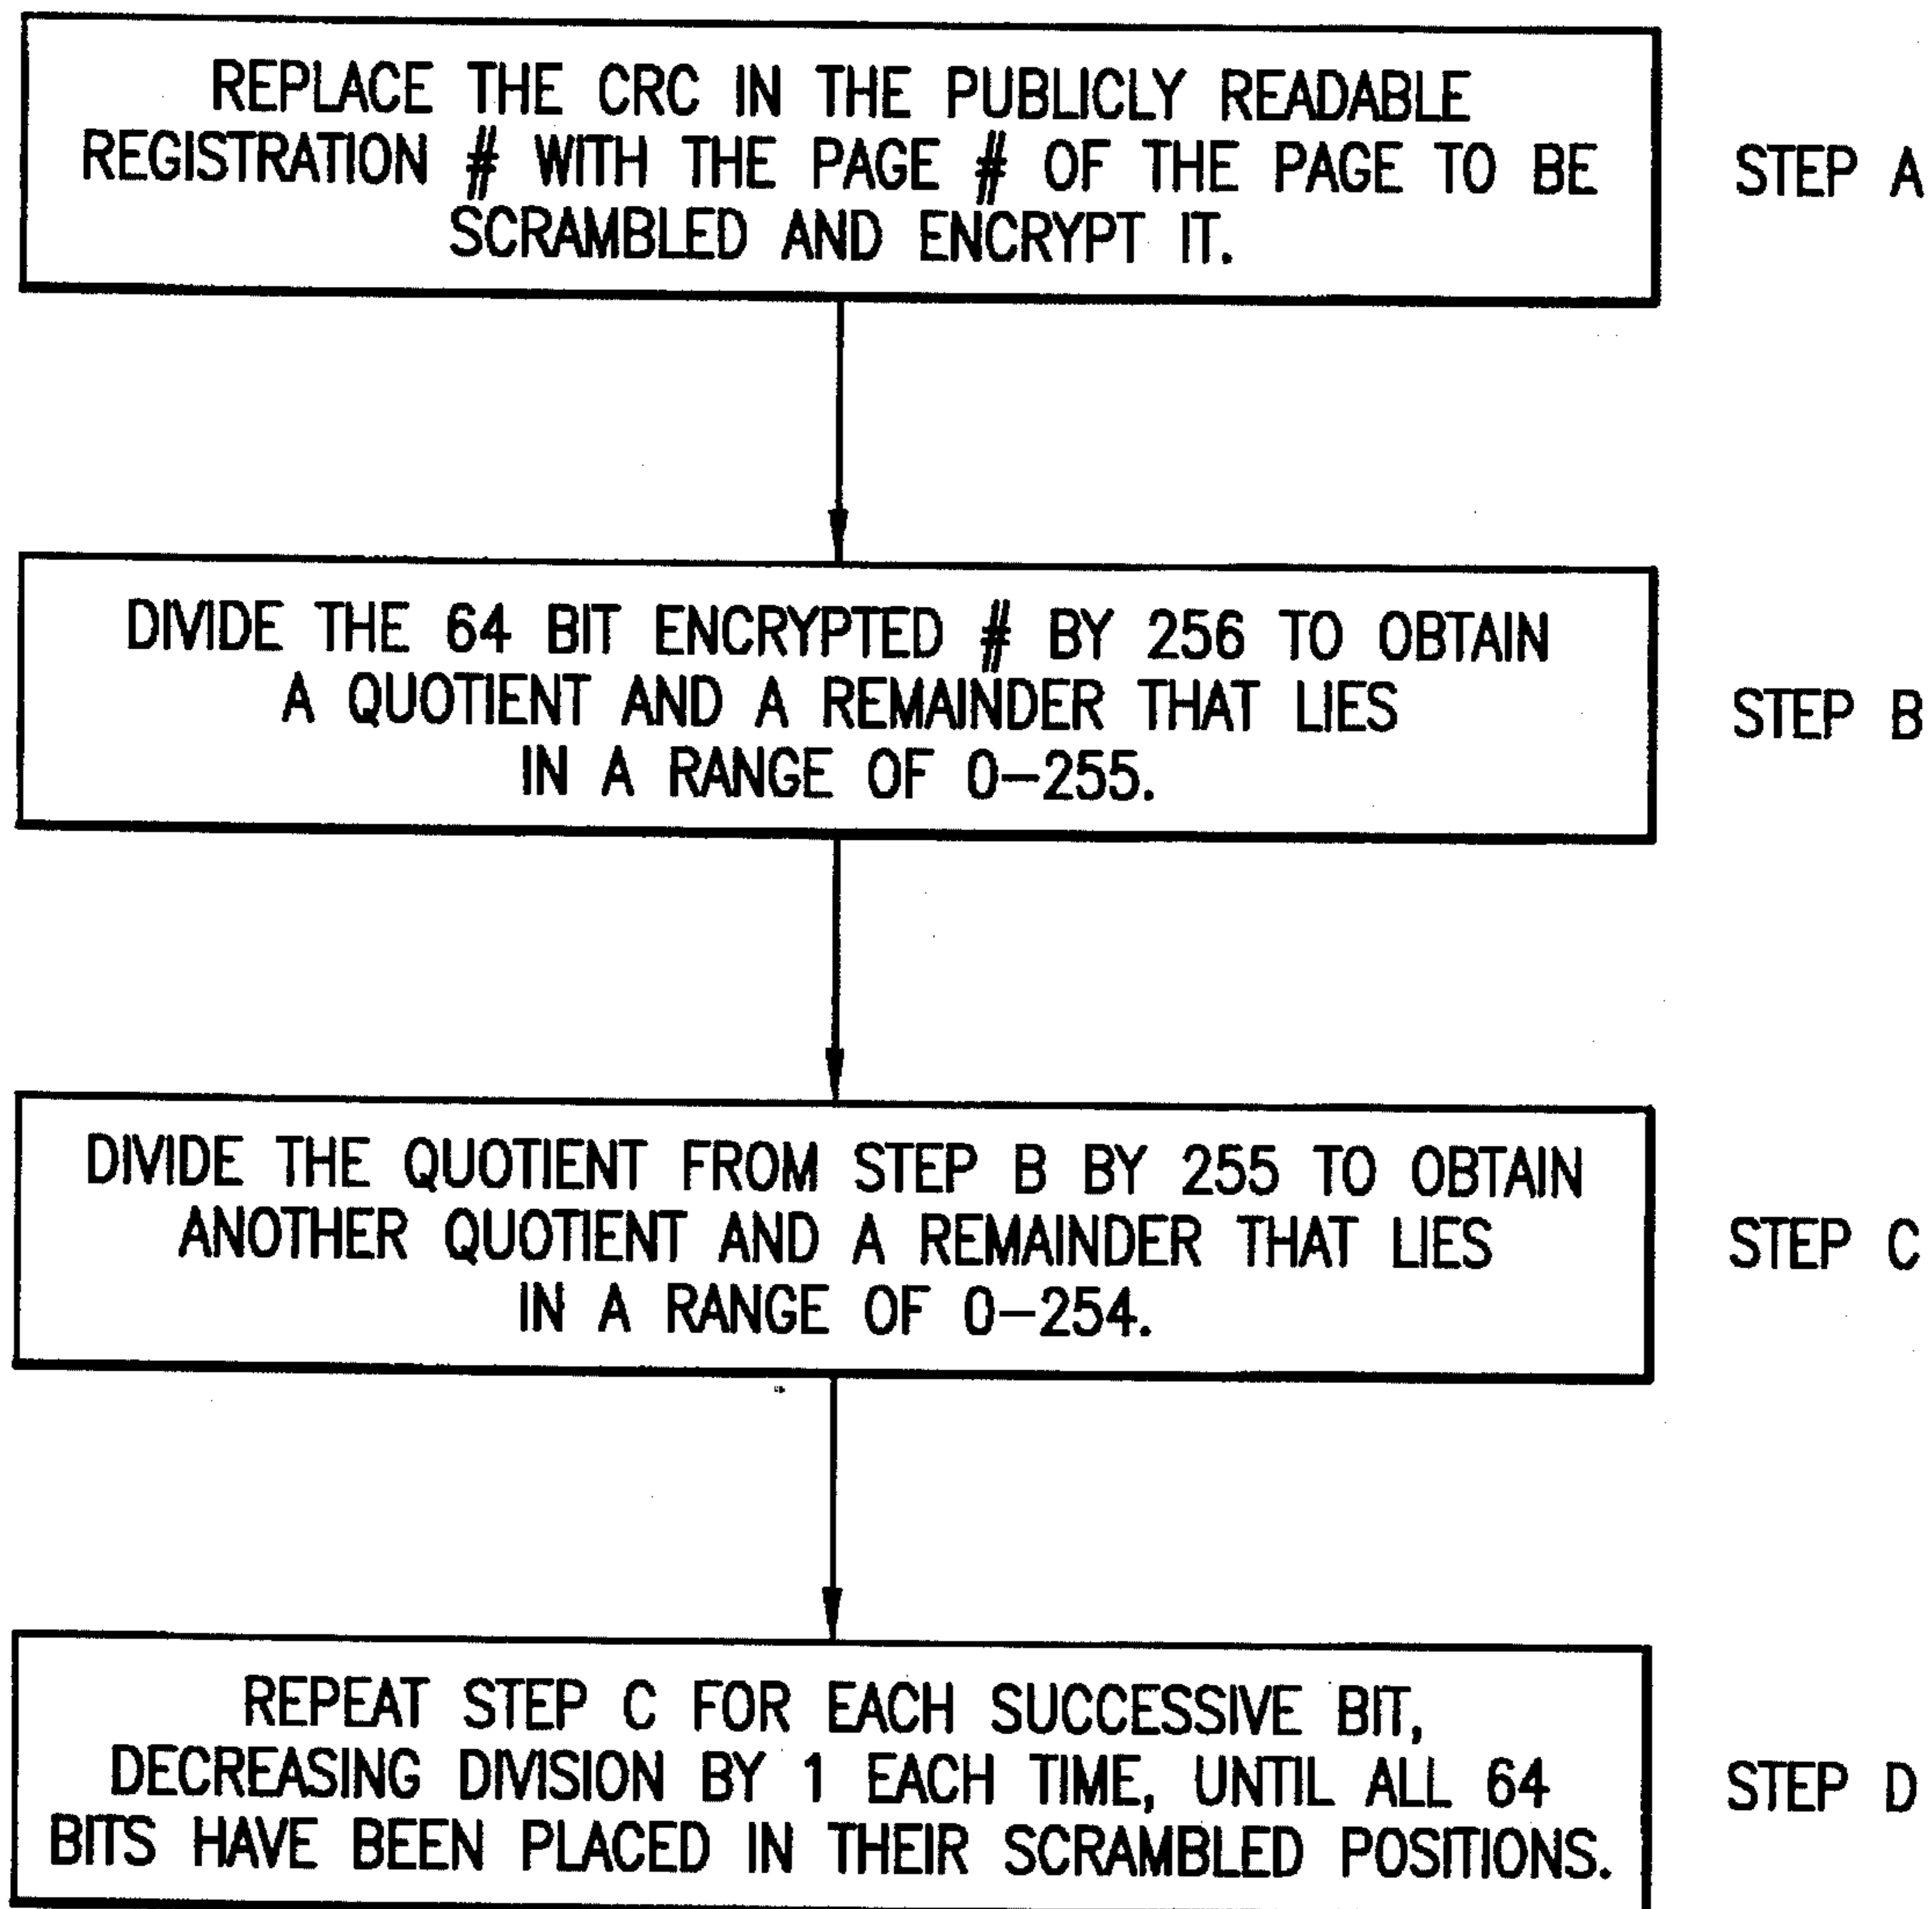 REPLACE THE CRC IN THE PUBLICLY READABLE
REGISTRATION # WITH THE PAGE # OF THE PAGE TO BE
SCRAMBLED AND ENCRYPT IT.
STEP A
DIVIDE THE 64 BIT ENCRYPTED # BY 256 TO OBTAIN
A QUOTIENT AND A REMAINDER THAT LIES
IN A RANGE OF 0–255.
STEP B
DIVIDE THE QUOTIENT FROM STEP B BY 255 TO OBTAIN
ANOTHER QUOTIENT AND A REMAINDER THAT LIES
IN A RANGE OF 0–254.
STEP C
REPEAT STEP C FOR EACH SUCCESSIVE BIT,
DECREASING DIVISION BY 1 EACH TIME, UNTIL ALL 64
BITS HAVE BEEN PLACED IN THEIR SCRAMBLED POSITIONS.
STEP D